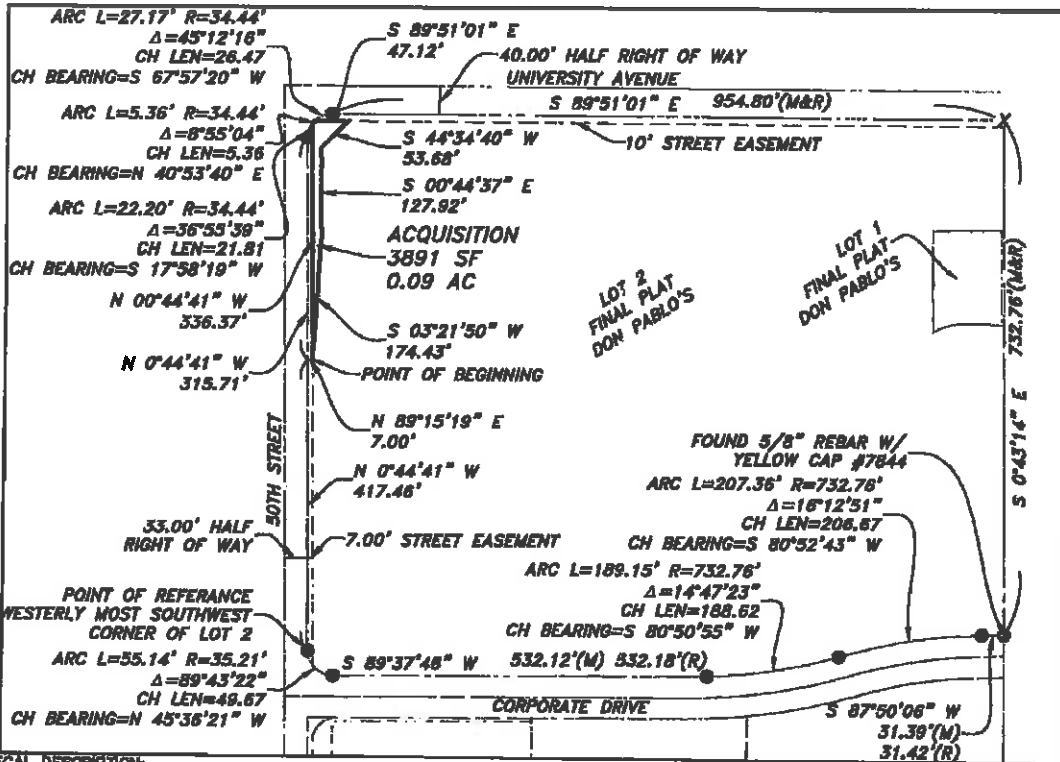 ARC L=27.17' R=34.44'
Δ=45°12'16"
CH LEN=26.47
CH BEARING=S 67°57'20" W
S 89°51'01" E
47.12'
40.00' HALF RIGHT OF WAY
UNIVERSITY AVENUE
S 89°51'01" E 954.80'(M&R)
ARC L=5.36' R=34.44'
Δ=8°55'04"
CH LEN=5.36
CH BEARING=N 40°53'40" E
S 44°34'40" W
53.68'
10' STREET EASEMENT
S 00°44'37" E
127.92'
ARC L=22.20' R=34.44'
Δ=36°55'39"
CH LEN=21.81
CH BEARING=S 17°58'19" W
ACQUISITION
3891 SF
0.09 AC
LOT 2
FINAL PLAT
DON PABLO'S
LOT 1
FINAL PLAT
DON PABLO'S
S 0°43'14" E 732.76'(M&R)
N 00°44'41" W
336.37'
S 03°21'50" W
174.43'
N 0°44'41" W
315.71'
POINT OF BEGINNING
N 89°15'19" E
7.00'
50TH STREET
N 0°44'41" W
417.46'
FOUND 5/8" REBAR W/
YELLOW CAP #7844
ARC L=207.36' R=732.76'
Δ=16°12'51"
CH LEN=206.67
CH BEARING=S 80°52'43" W
33.00' HALF
RIGHT OF WAY
7.00' STREET EASEMENT
ARC L=189.15' R=732.76'
Δ=14°47'23"
CH LEN=188.62
CH BEARING=S 80°50'55" W
POINT OF REFERANCE
WESTERLY MOST SOUTHWEST
CORNER OF LOT 2
ARC L=55.14' R=35.21'
Δ=89°43'22"
CH LEN=49.67
CH BEARING=N 45°36'21" W
S 89°37'46" W 532.12'(M) 532.18'(R)
CORPORATE DRIVE
S 87°50'06" W
31.39'(M)
31.42'(R)